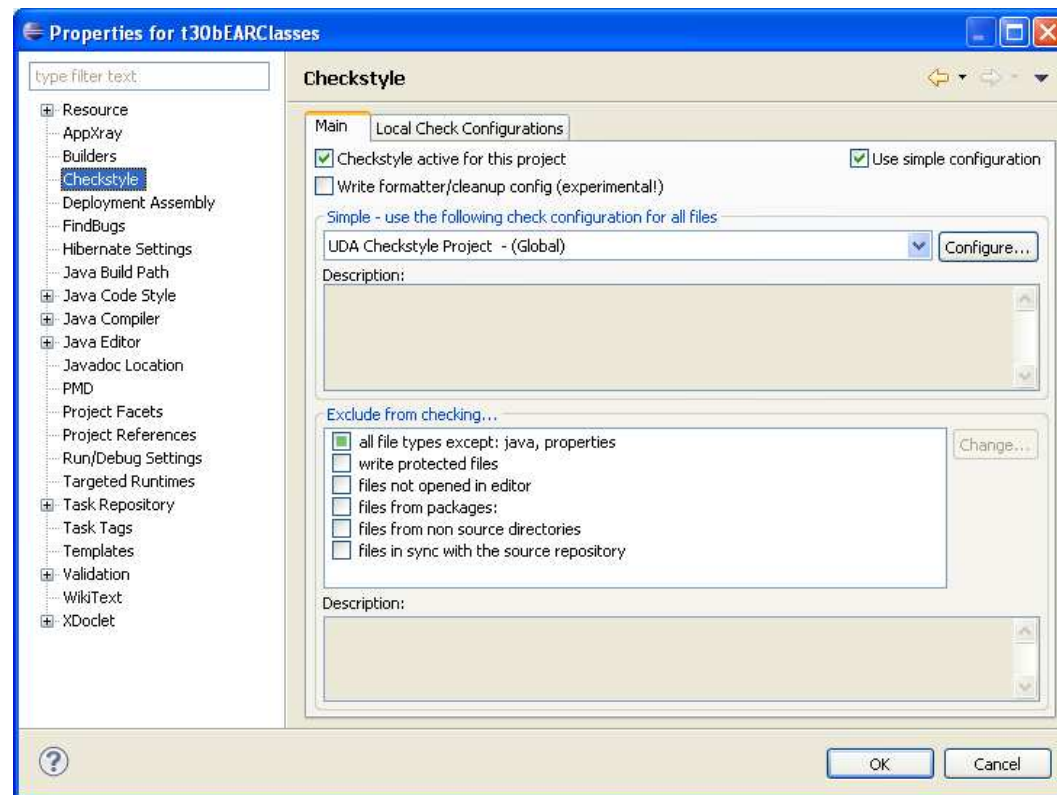 Properties for t30bEARClasses
type filter text
Resource
AppXray
Builders
Checkstyle
Deployment Assembly
FindBugs
Hibernate Settings
Java Build Path
Java Code Style
Java Compiler
Java Editor
Javadoc Location
PMD
Project Facets
Project References
Run/Debug Settings
Targeted Runtimes
Task Repository
Task Tags
Templates
Validation
WikiText
XDoclet
Checkstyle
Main Local Check Configurations
Checkstyle active for this project Use simple configuration
Write formatter/cleanup config (experimental!)
Simple - use the following check configuration for all files
UDA Checkstyle Project - (Global) Configure...
Description:
Exclude from checking...
all file types except: java, properties Change...
write protected files
files not opened in editor
files from packages:
files from non source directories
files in sync with the source repository
Description:
? OK Cancel